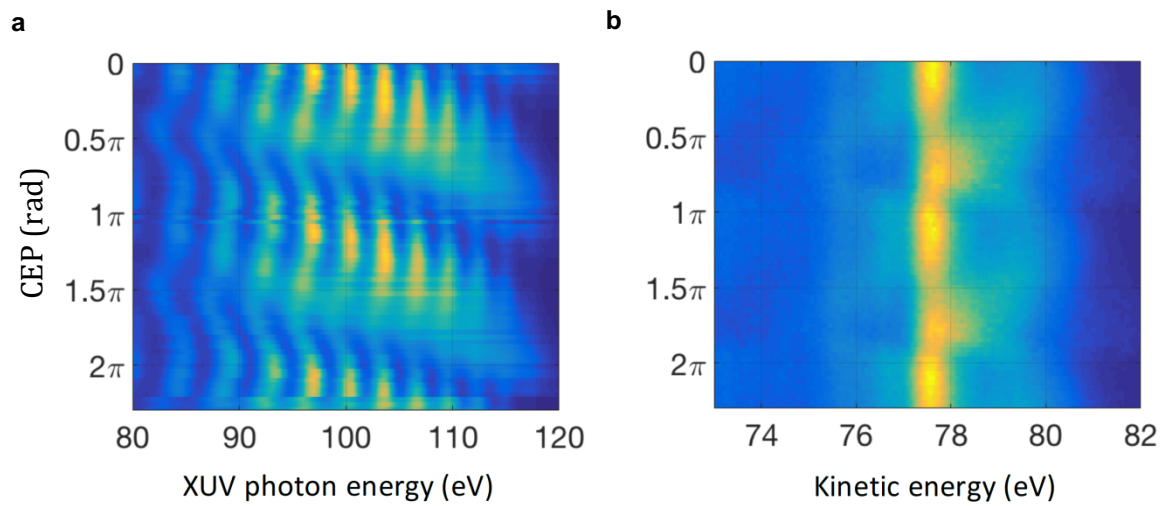 a
b
0
0.5π
1π
1.5π
2π
CEP (rad)
80 90 100 110 120
XUV photon energy (eV)
0
0.5π
1π
1.5π
2π
74 76 78 80 82
Kinetic energy (eV)